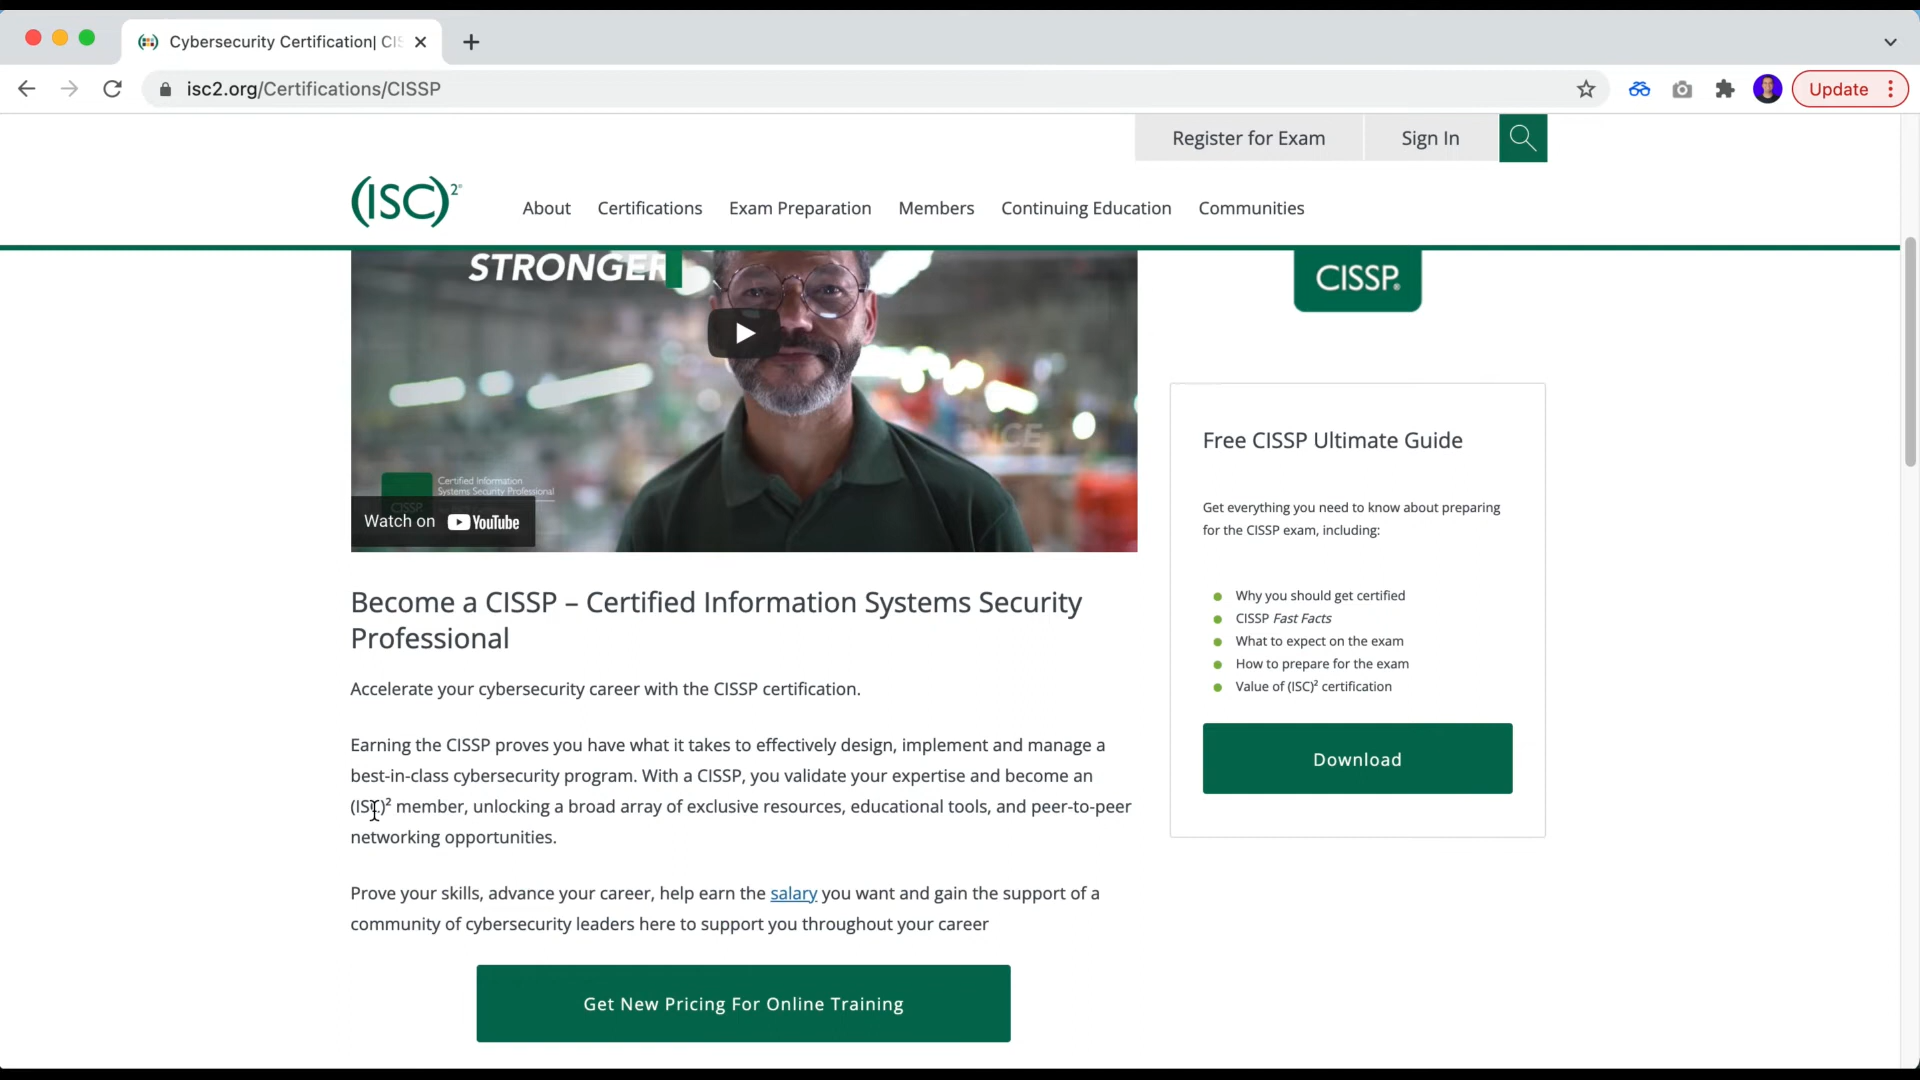 Cybersecurity Certification| CIS
isc2.org/Certifications/CISSP
Update
Register for Exam
Sign In
(ISC)²®
About
Certifications
Exam Preparation
Members
Continuing Education
Communities
STRONGER
CISSP®
Certified Information
Systems Security Professional
CISSP
Watch on YouTube
Free CISSP Ultimate Guide
Get everything you need to know about preparing
for the CISSP exam, including:
Why you should get certified
CISSP Fast Facts
What to expect on the exam
How to prepare for the exam
Value of (ISC)² certification
Download
Become a CISSP – Certified Information Systems Security
Professional
Accelerate your cybersecurity career with the CISSP certification.
Earning the CISSP proves you have what it takes to effectively design, implement and manage a
best-in-class cybersecurity program. With a CISSP, you validate your expertise and become an
(ISC)² member, unlocking a broad array of exclusive resources, educational tools, and peer-to-peer
networking opportunities.
Prove your skills, advance your career, help earn the salary you want and gain the support of a
community of cybersecurity leaders here to support you throughout your career
Get New Pricing For Online Training